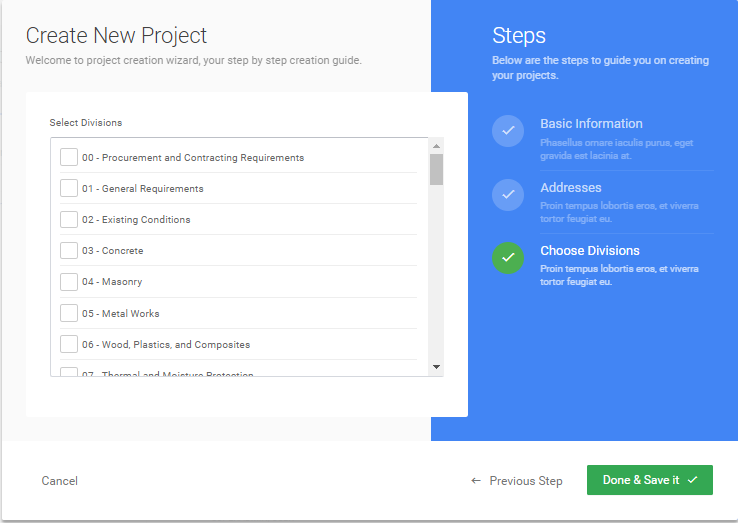 Create New Project
Welcome to project creation wizard, your step by step creation guide.
Select Divisions
00 - Procurement and Contracting Requirements
01 - General Requirements
02 - Existing Conditions
03 - Concrete
04 - Masonry
05 - Metal Works
06 - Wood, Plastics, and Composites
07 - Thermal and Moisture Protection
Steps
Below are the steps to guide you on creating
your projects.
Basic Information
Phasellus ornare iaculis purus, eget
gravida est lacinia at.
Addresses
Proin tempus lobortis eros, et viverra
tortor feugiat eu.
Choose Divisions
Proin tempus lobortis eros, et viverra
tortor feugiat eu.
Cancel
Previous Step
Done & Save it